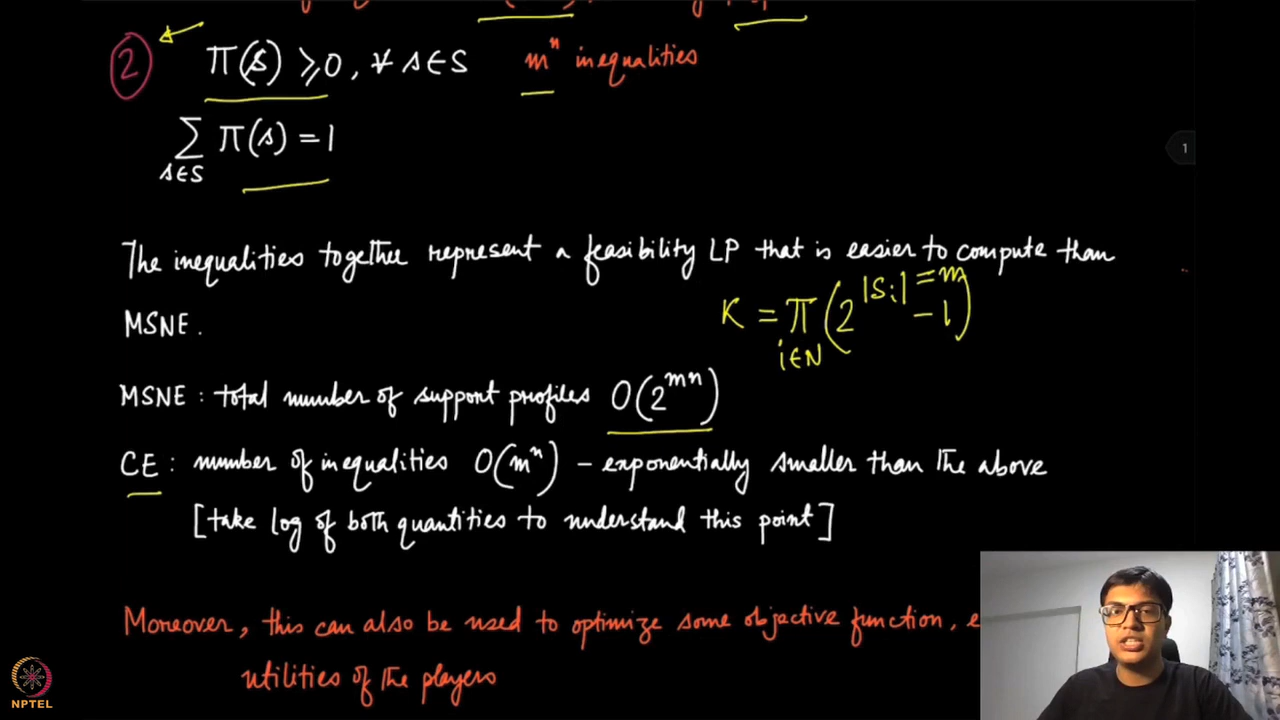 ② π(s) ≥ 0, ∀ s ∈ S   mⁿ inequalities
∑ π(s) = 1
s∈S
1
The inequalities together represent a feasibility LP that is easier to compute than
MSNE.
K = π (2^|Si| = m − 1)
i∈N
MSNE : total number of support profiles O(2^mn)
CE : number of inequalities O(mⁿ) – exponentially smaller than the above
[take log of both quantities to understand this point]
Moreover, this can also be used to optimize some objective function,
utilities of the players
NPTEL